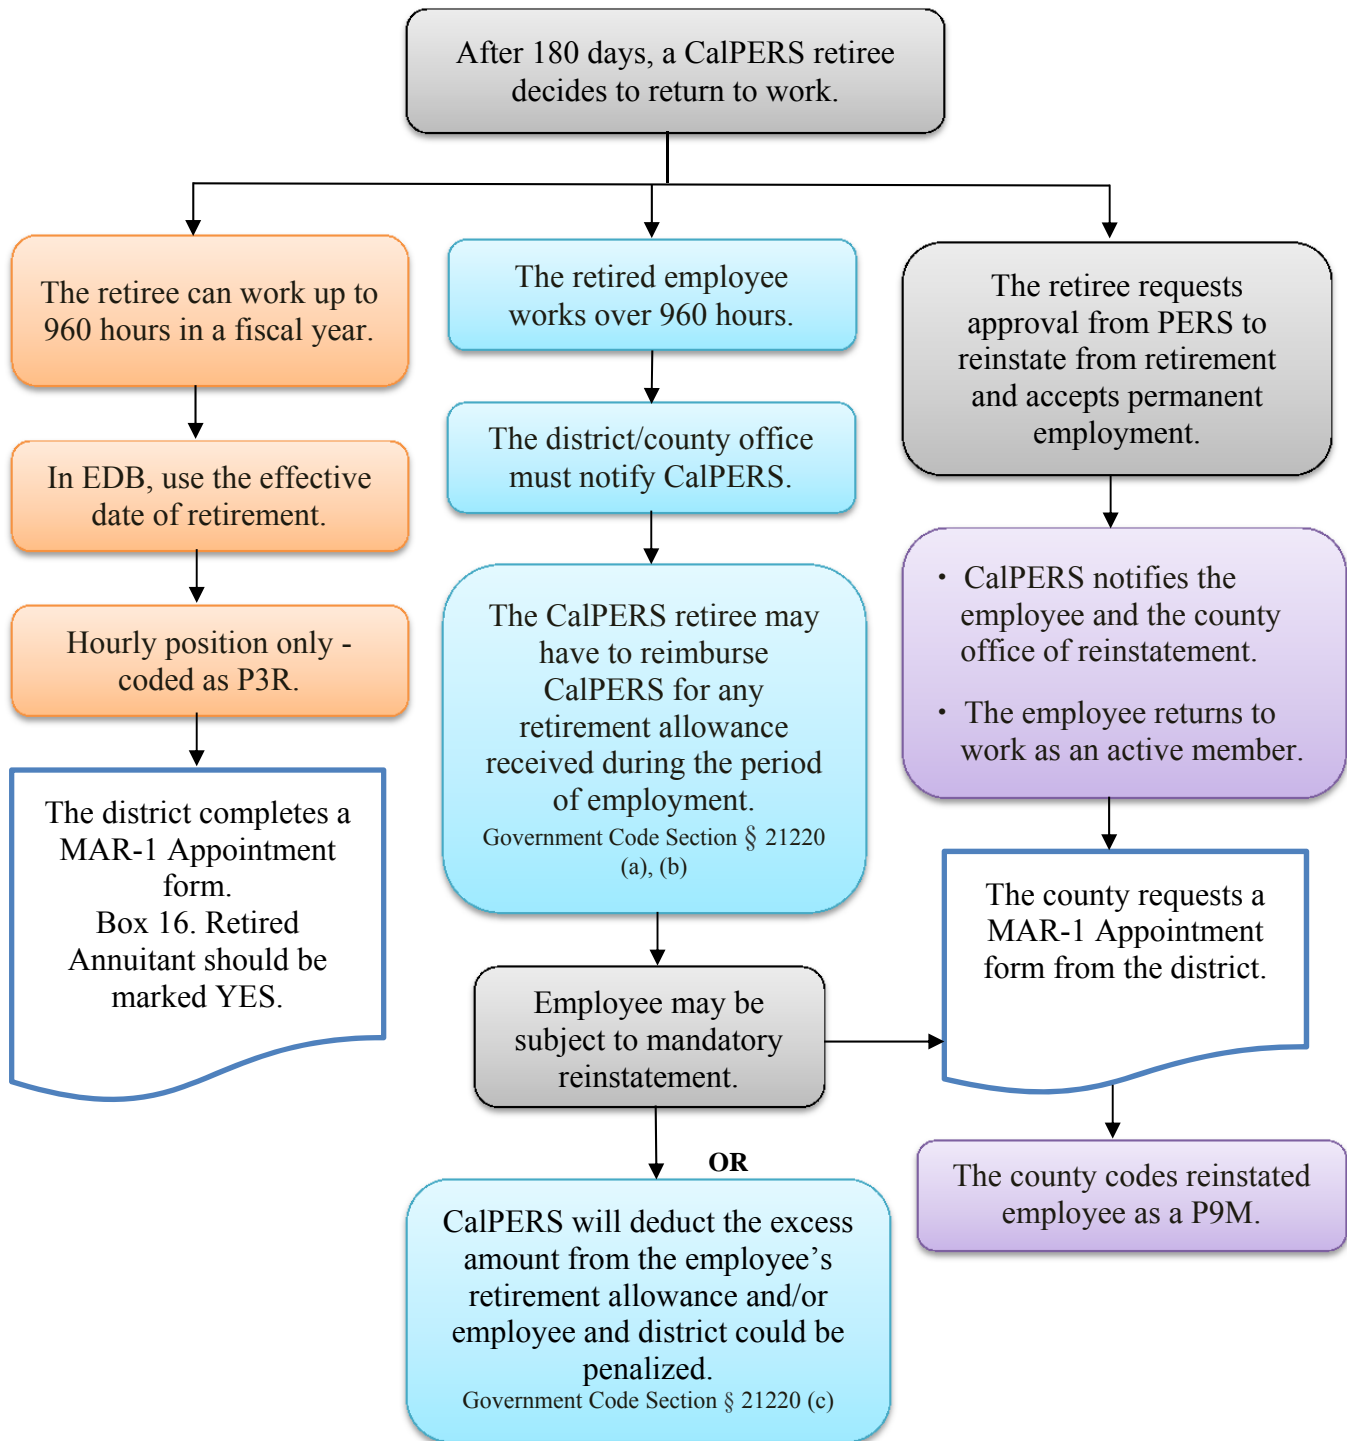 After 180 days, a CalPERS retiree
decides to return to work.
The retiree can work up to
960 hours in a fiscal year.
In EDB, use the effective
date of retirement.
Hourly position only -
coded as P3R.
The district completes a
MAR-1 Appointment
form.
Box 16. Retired
Annuitant should be
marked YES.
The retired employee
works over 960 hours.
The district/county office
must notify CalPERS.
The CalPERS retiree may
have to reimburse
CalPERS for any
retirement allowance
received during the period
of employment.
Government Code Section § 21220
(a), (b)
Employee may be
subject to mandatory
reinstatement.
OR
CalPERS will deduct the excess
amount from the employee’s
retirement allowance and/or
employee and district could be
penalized.
Government Code Section § 21220 (c)
The retiree requests
approval from PERS to
reinstate from retirement
and accepts permanent
employment.
· CalPERS notifies the
employee and the county
office of reinstatement.
· The employee returns to
work as an active member.
The county requests a
MAR-1 Appointment
form from the district.
The county codes reinstated
employee as a P9M.